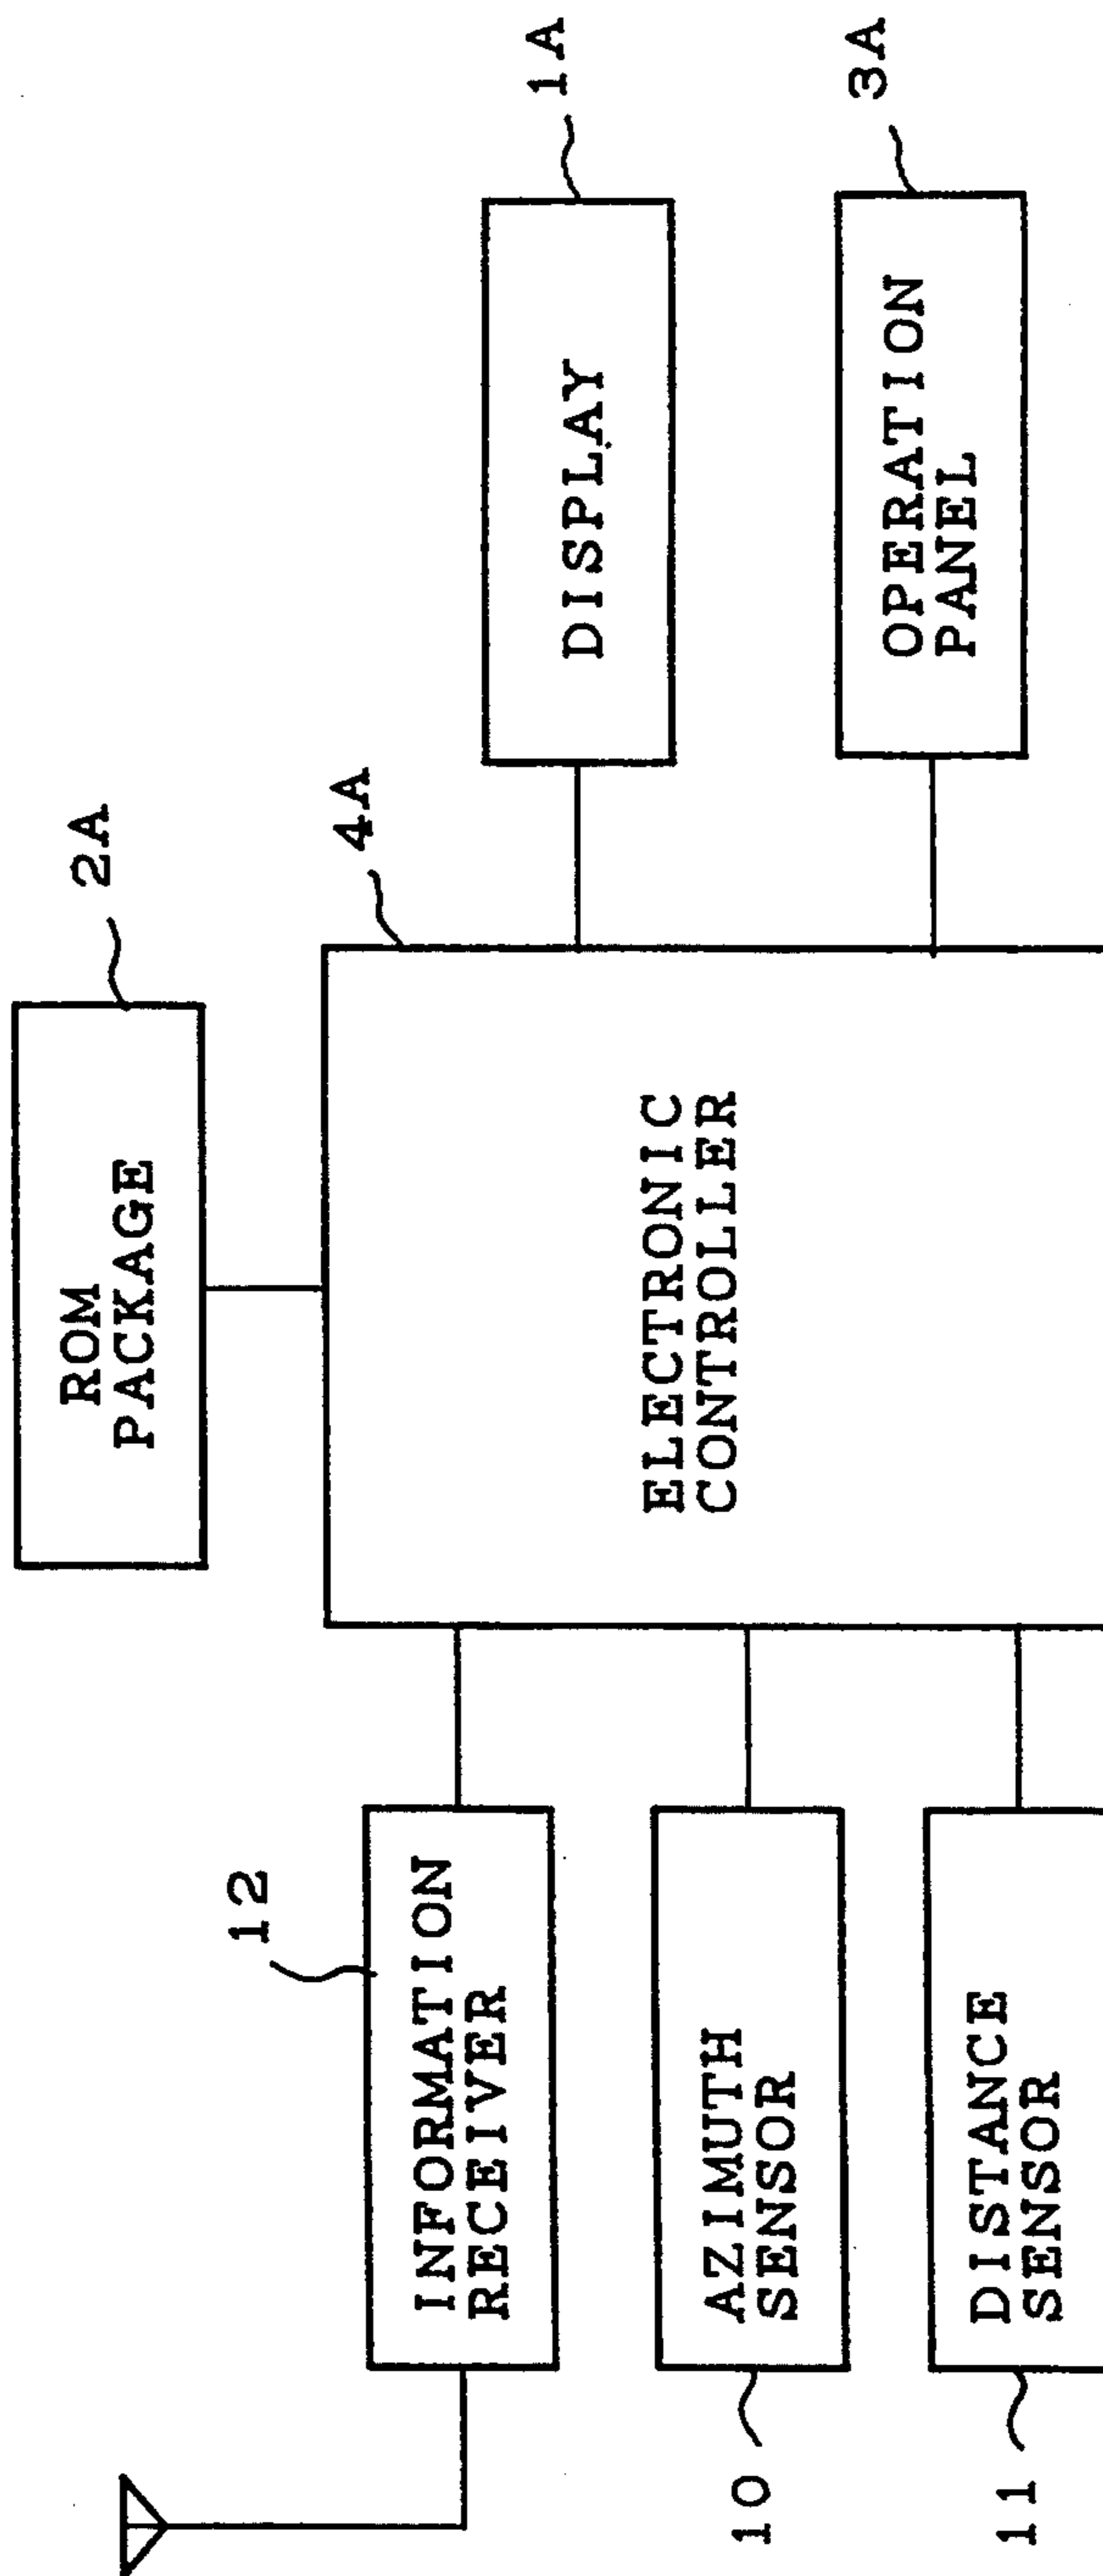 2A
ROM
PACKAGE
4A
1A
12
INFORMATION
RECEIVER
DISPLAY
ELECTRONIC
CONTROLLER
10
AZIMUTH
SENSOR
3A
OPERATION
PANEL
11
DISTANCE
SENSOR